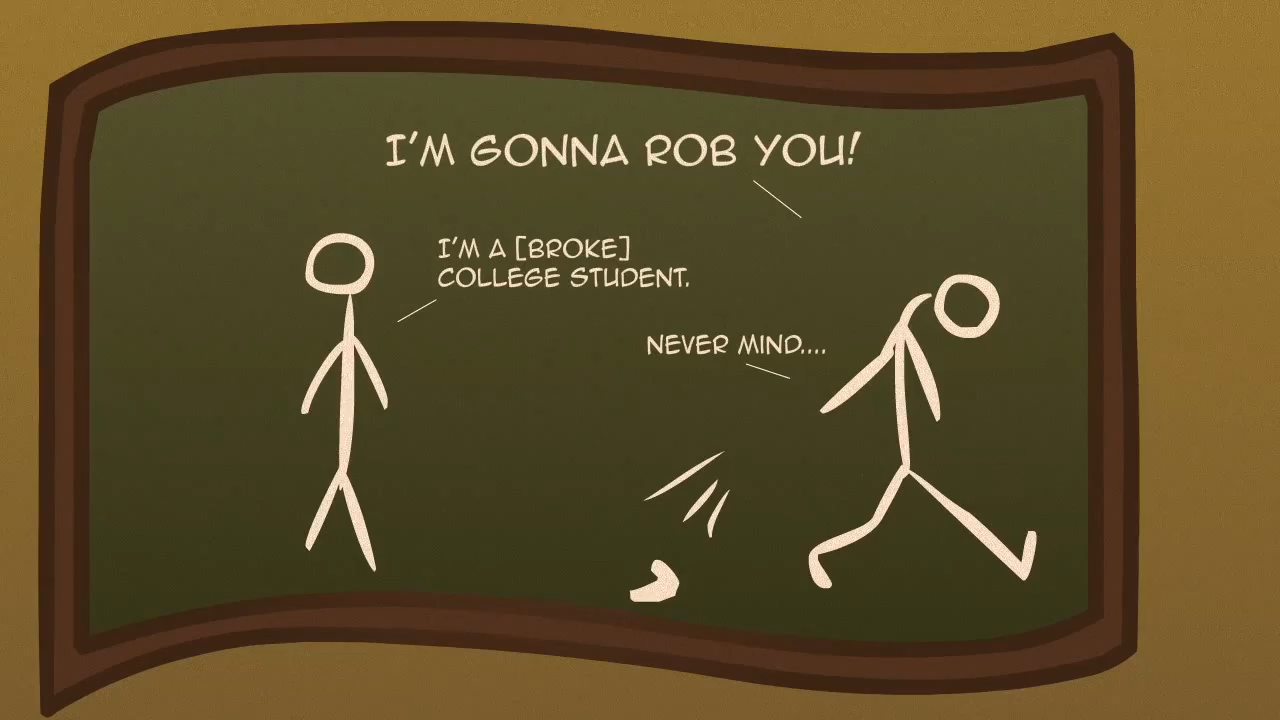 I'M GONNA ROB YOU!
I'M A [BROKE]
COLLEGE STUDENT.
NEVER MIND....